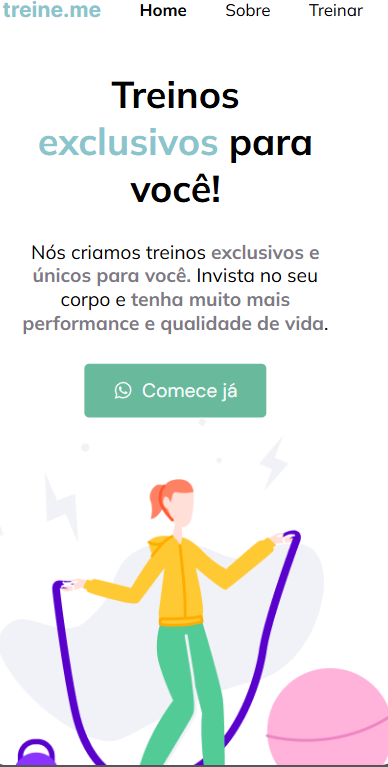 treine.me Home Sobre Treinar
Treinos
exclusivos para
você!
Nós criamos treinos exclusivos e
únicos para você. Invista no seu
corpo e tenha muito mais
performance e qualidade de vida.
Comece já